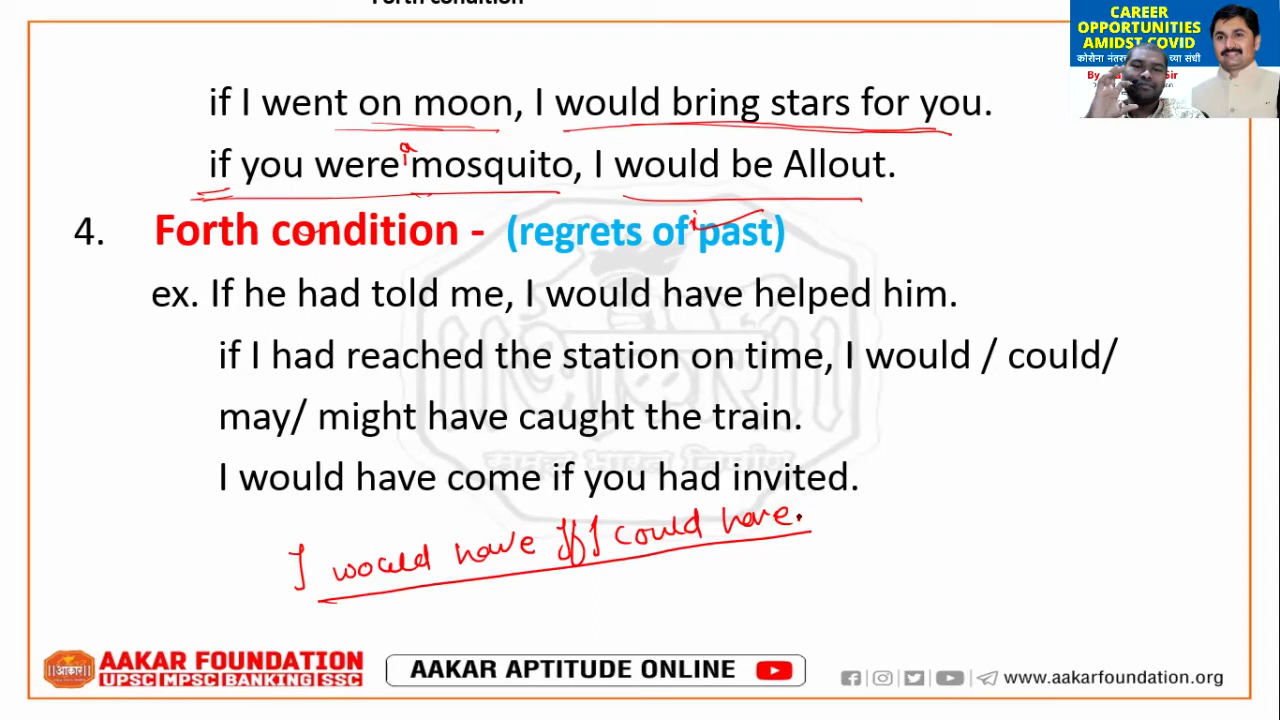 Forth condition
CAREER
OPPORTUNITIES
AMIDST COVID
if I went on moon, I would bring stars for you.
a
if you were mosquito, I would be Allout.
4. Forth condition - (regrets of past)
ex. If he had told me, I would have helped him.
if I had reached the station on time, I would / could/
may/ might have caught the train.
I would have come if you had invited.
I would have If I could have.
आकार
AAKAR FOUNDATION
UPSC|MPSC|BANKING|SSC
AAKAR APTITUDE ONLINE
www.aakarfoundation.org